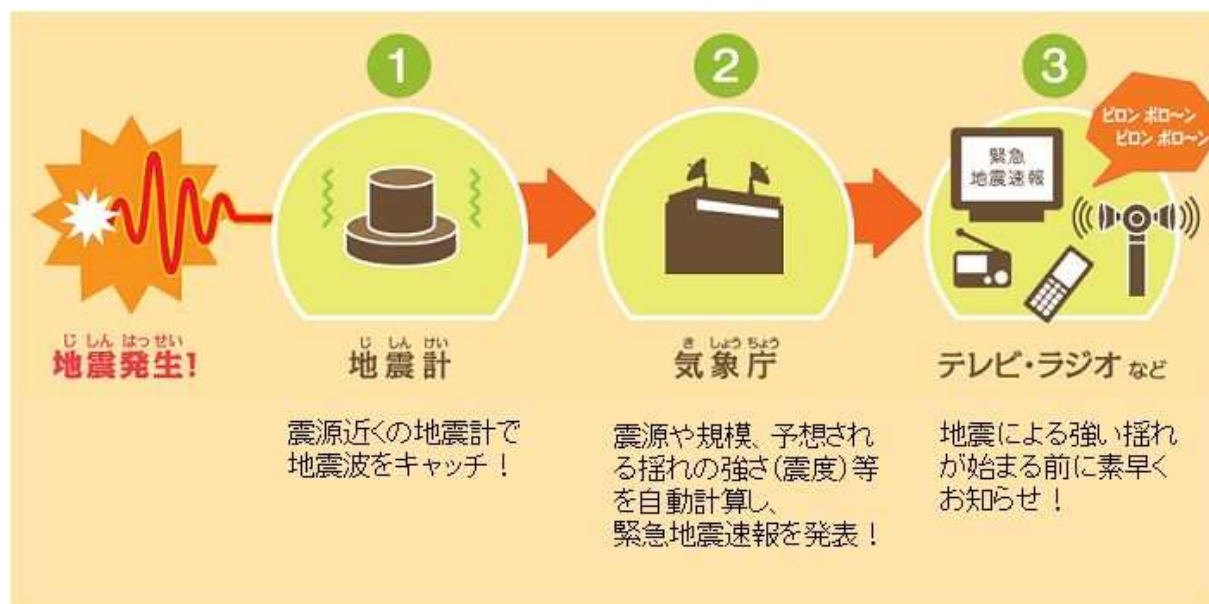 1
2
3
ピロン ポロ〜ン
ピロン ポロ〜ン
緊急
地震速報
じ しん はっ せい
地震発生!
じ しん けい
地震計
き しょう ちょう
気象庁
テレビ・ラジオ など
震源近くの地震計で
地震波をキャッチ！
震源や規模、予想され
る揺れの強さ(震度)等
を自動計算し、
緊急地震速報を発表！
地震による強い揺れ
が始まる前に素早く
お知らせ！